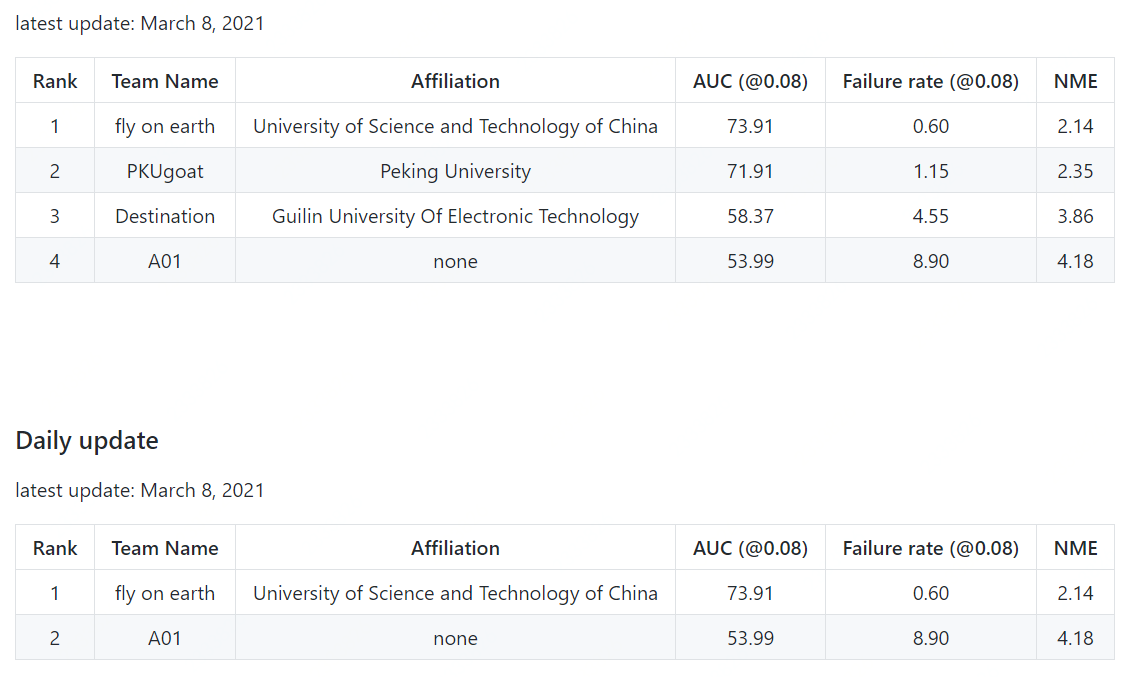 latest update: March 8, 2021
Rank Team Name Affiliation AUC (@0.08) Failure rate (@0.08) NME
1 fly on earth University of Science and Technology of China 73.91 0.60 2.14
2 PKUgoat Peking University 71.91 1.15 2.35
3 Destination Guilin University Of Electronic Technology 58.37 4.55 3.86
4 A01 none 53.99 8.90 4.18
Daily update
latest update: March 8, 2021
Rank Team Name Affiliation AUC (@0.08) Failure rate (@0.08) NME
1 fly on earth University of Science and Technology of China 73.91 0.60 2.14
2 A01 none 53.99 8.90 4.18